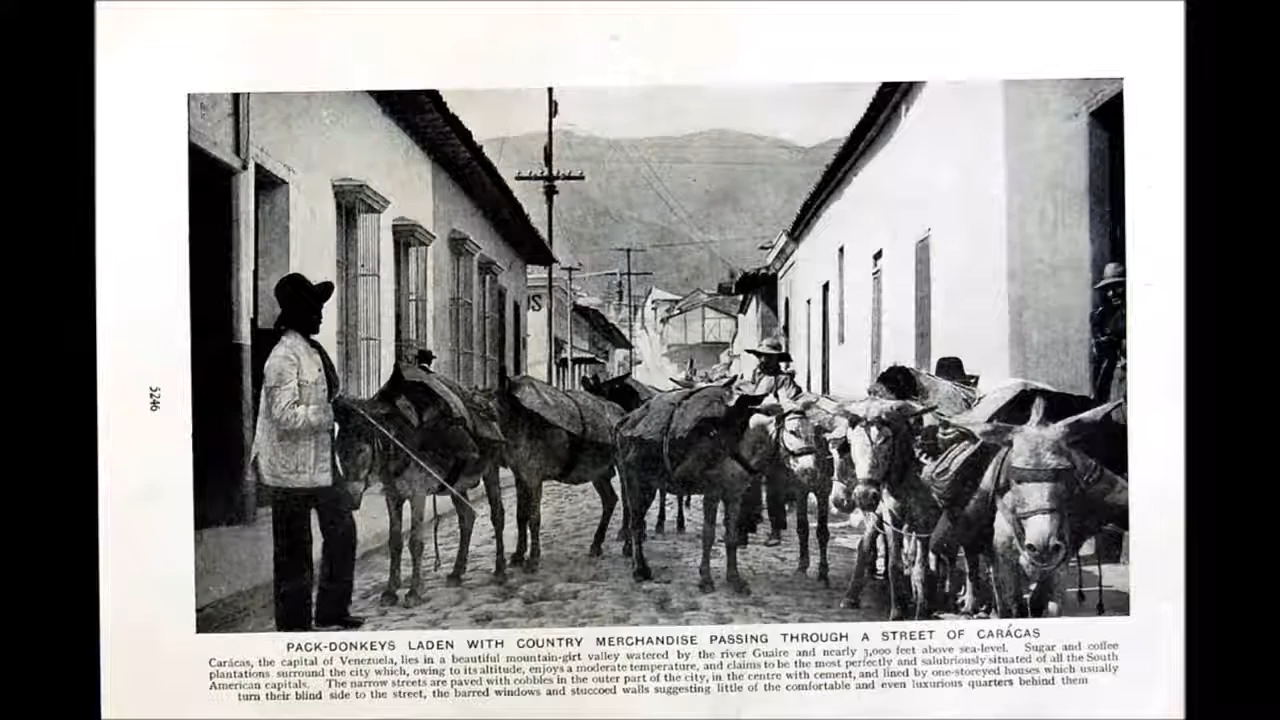 US
5246
PACK-DONKEYS LADEN WITH COUNTRY MERCHANDISE PASSING THROUGH A STREET OF CARÁCAS
Carácas, the capital of Venezuela, lies in a beautiful mountain-girt valley watered by the river Guaire and nearly 3,000 feet above sea-level. Sugar and coffee
plantations surround the city which, owing to its altitude, enjoys a moderate temperature, and claims to be the most perfectly and salubriously situated of all the South
American capitals. The narrow streets are paved with cobbles in the outer part of the city, in the centre with cement, and lined by one-storeyed houses which usually
turn their blind side to the street, the barred windows and stuccoed walls suggesting little of the comfortable and even luxurious quarters behind them